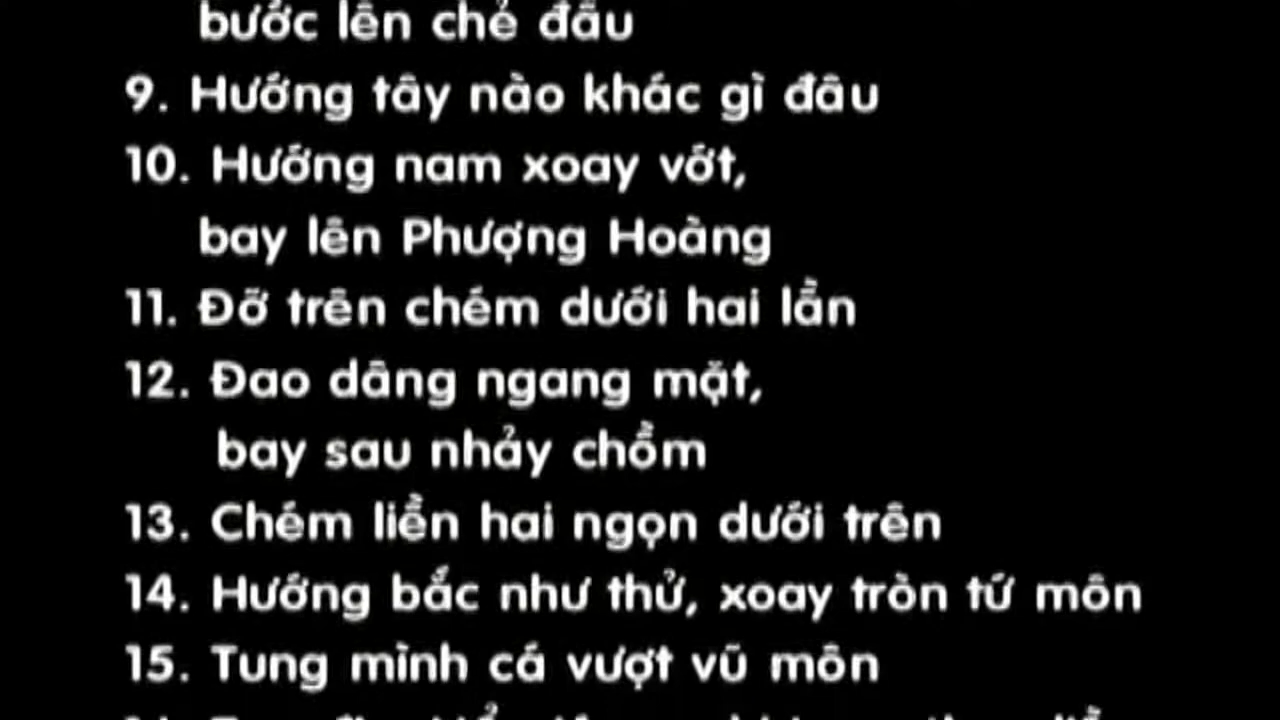 bước lên chẻ đầu
9. Hướng tây nào khác gì đâu
10. Hướng nam xoay vớt,
bay lên Phượng Hoàng
11. Đỡ trên chém dưới hai lần
12. Đao dâng ngang mặt,
bay sau nhảy chồm
13. Chém liền hai ngọn dưới trên
14. Hướng bắc như thử, xoay tròn tứ môn
15. Tung mình cá vượt vũ môn